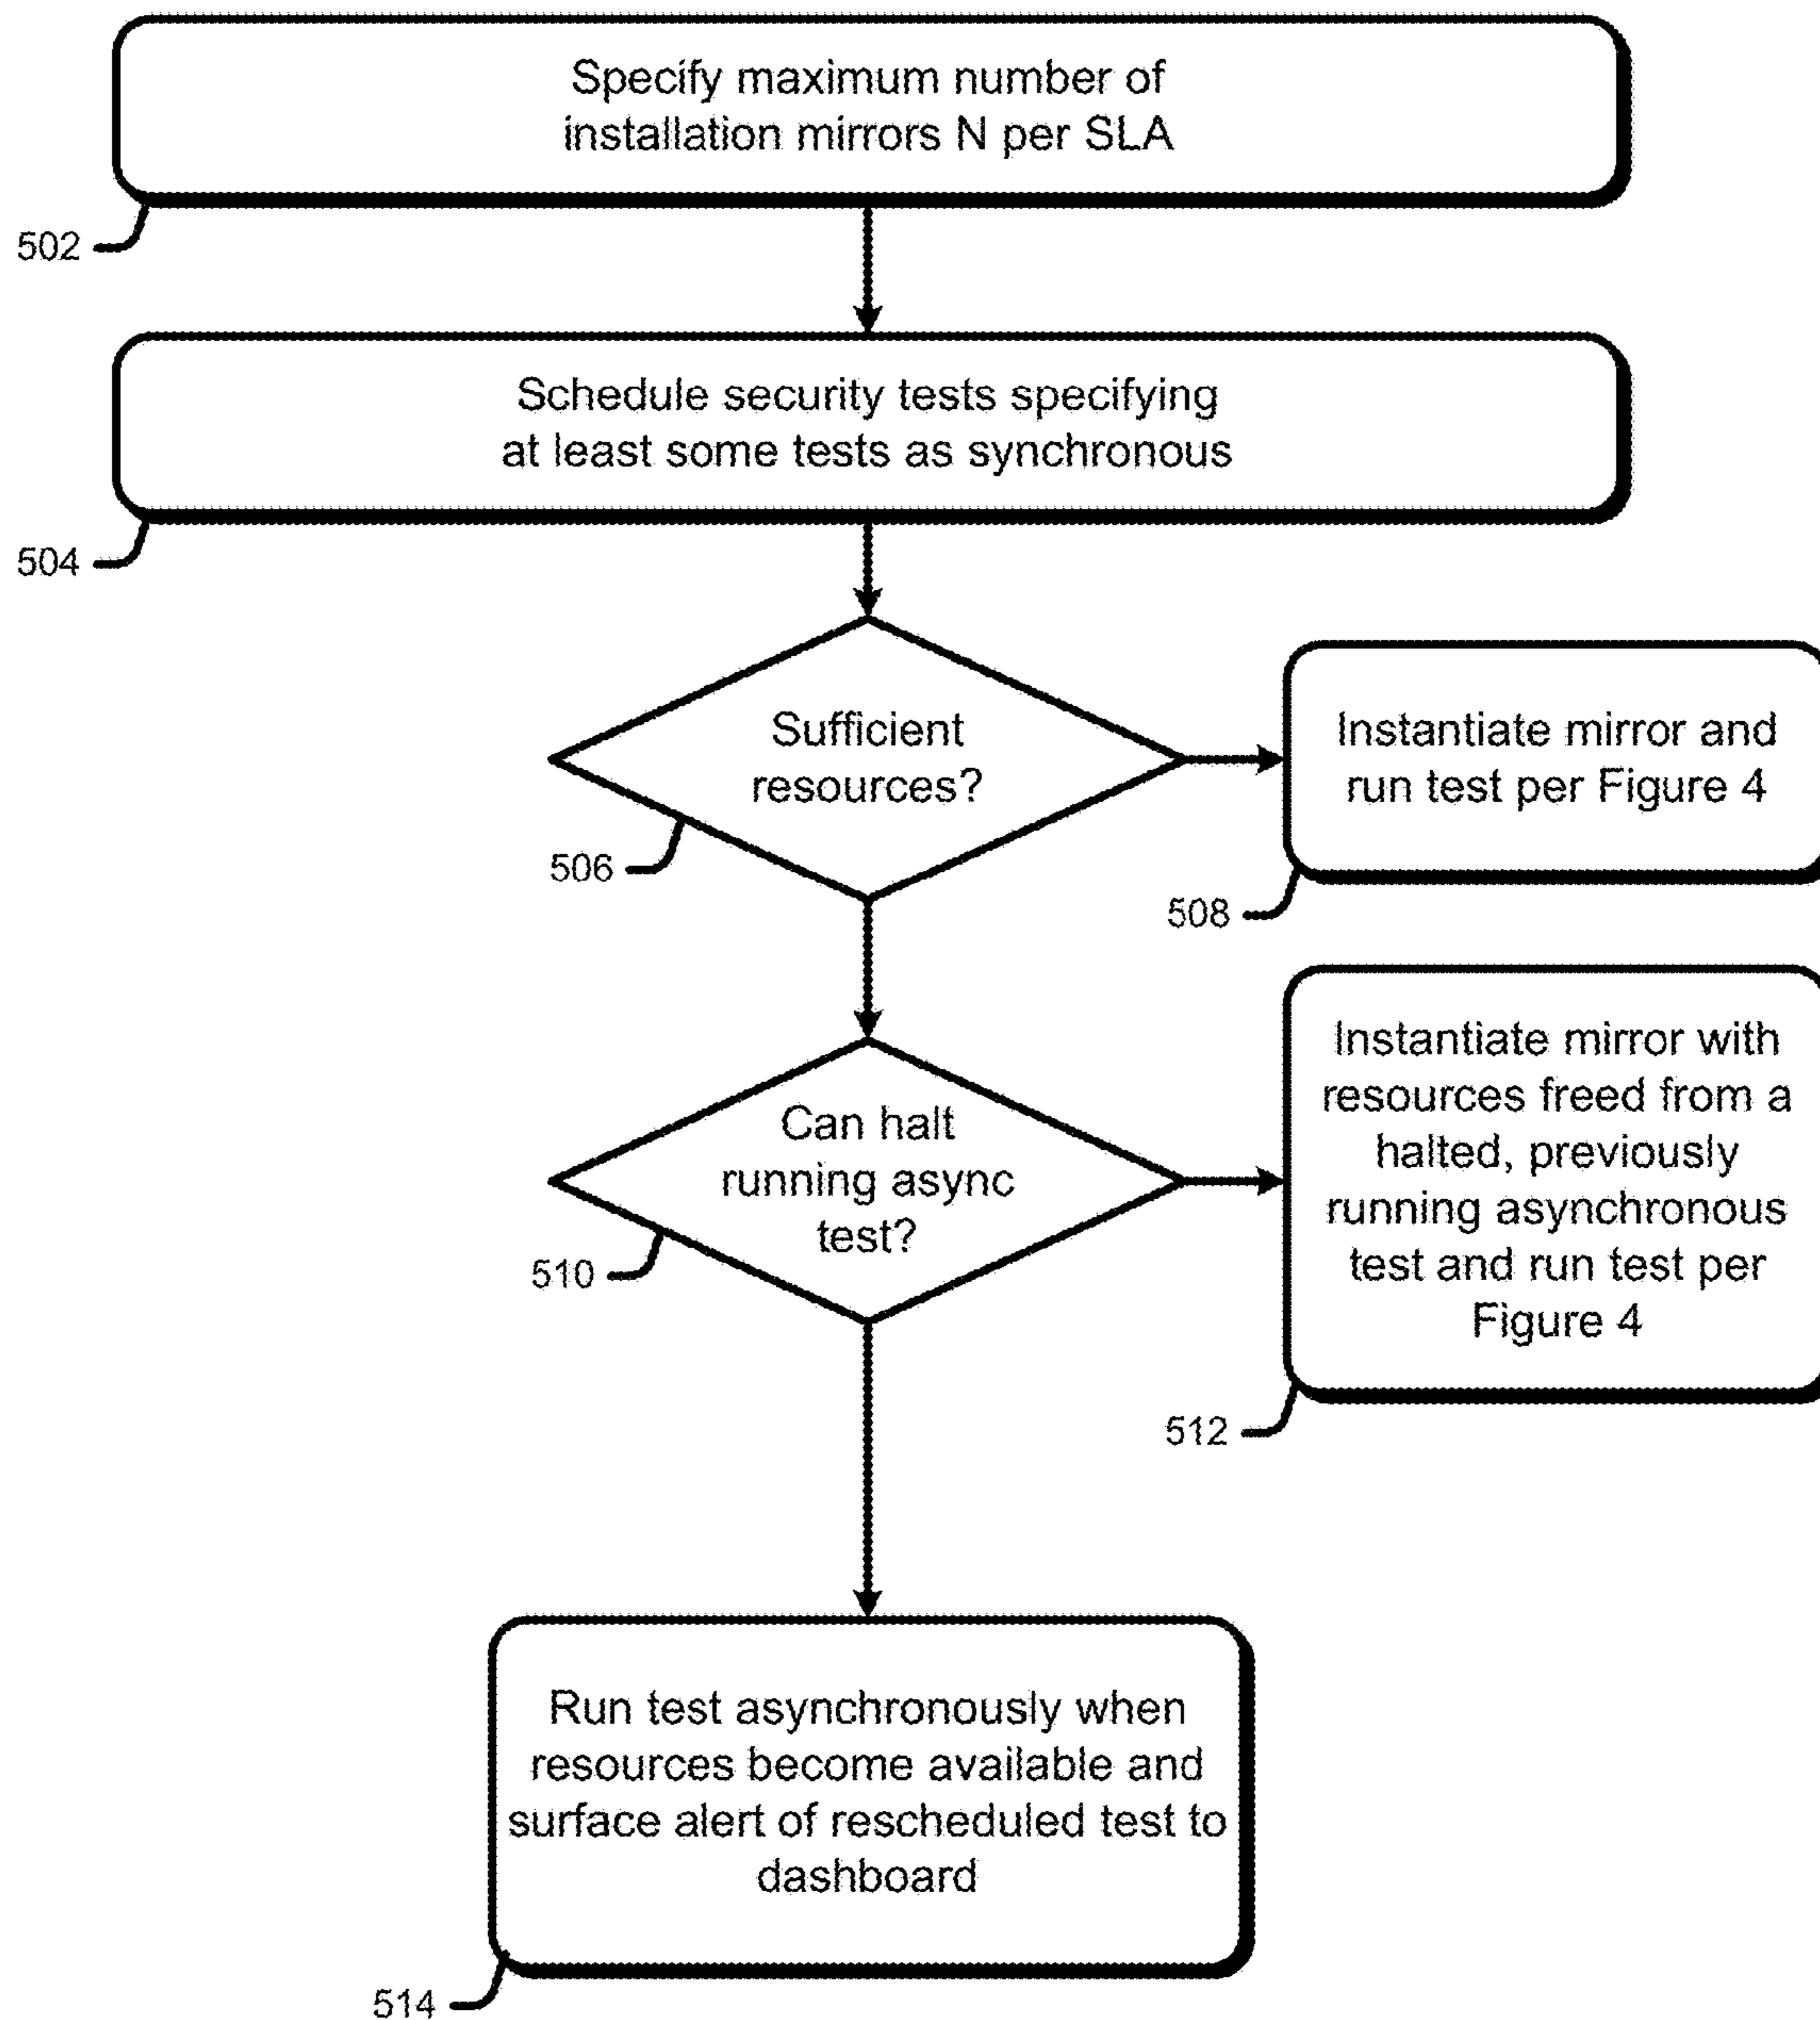 Specify maximum number of
installation mirrors N per SLA
502
Schedule security tests specifying
at least some tests as synchronous
504
Sufficient
resources?
506
Instantiate mirror and
run test per Figure 4
508
Can halt
running async
test?
510
Instantiate mirror with
resources freed from a
halted, previously
running asynchronous
test and run test per
Figure 4
512
Run test asynchronously when
resources become available and
surface alert of rescheduled test to
dashboard
514